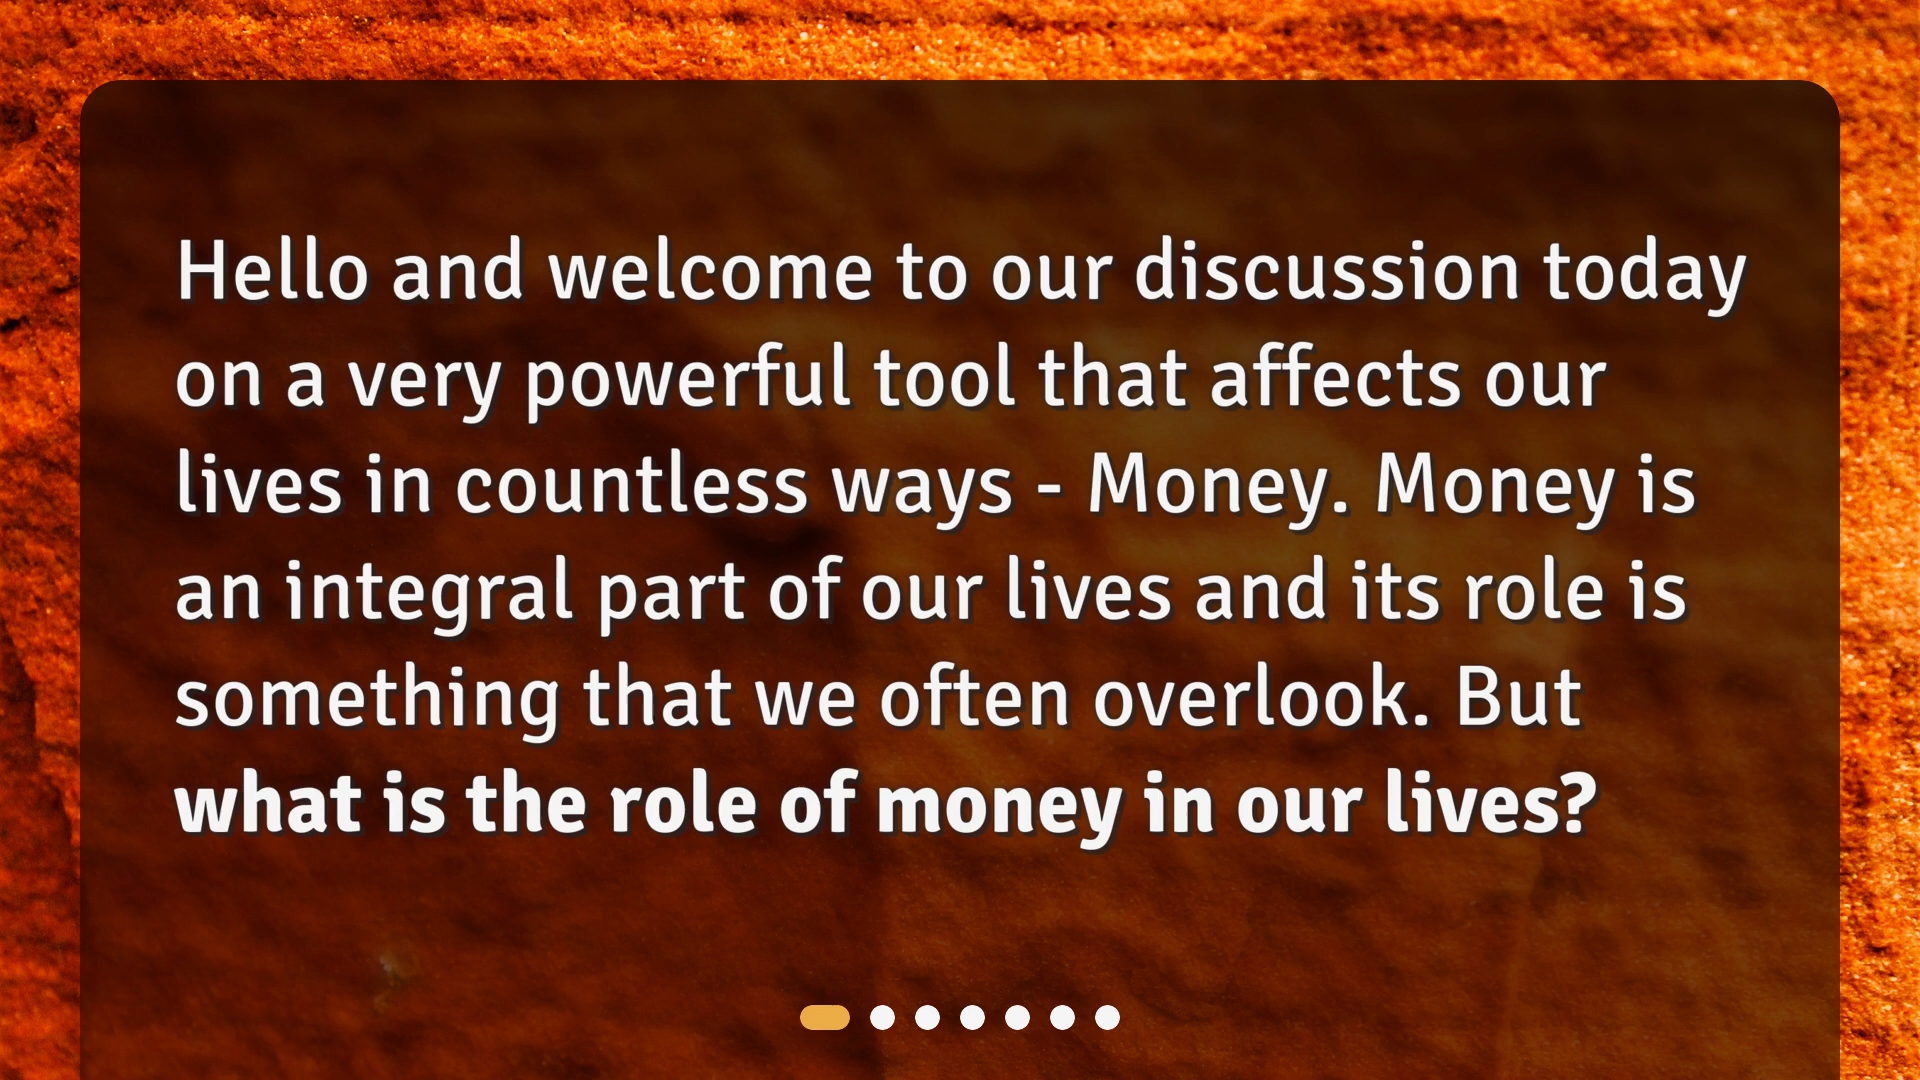 Hello and welcome to our discussion today
on a very powerful tool that affects our
lives in countless ways - Money. Money is
an integral part of our lives and its role is
something that we often overlook. But
what is the role of money in our lives?